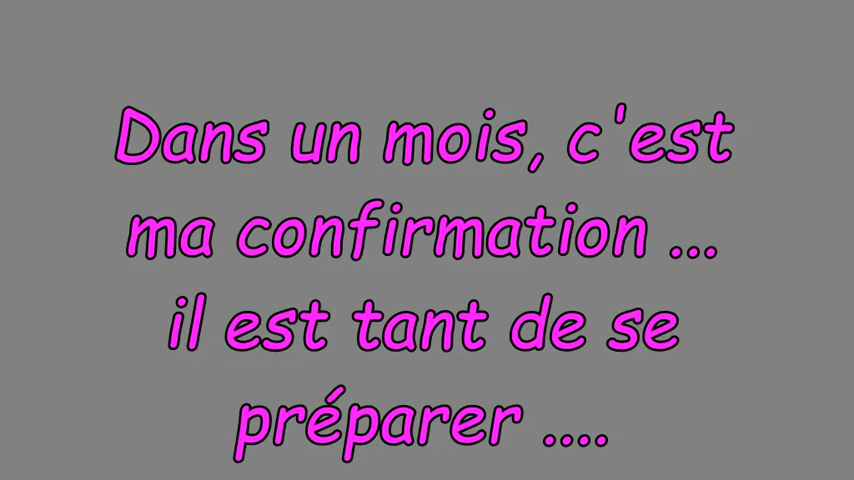 Dans un mois, c'est
ma confirmation ...
il est tant de se
préparer ....